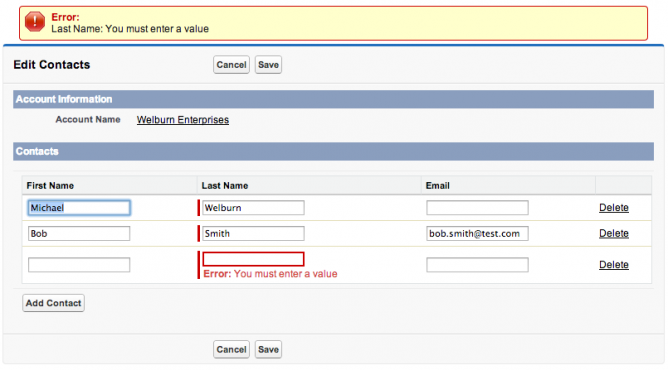 Error:
Last Name: You must enter a value
Edit Contacts Cancel Save
Account Information
Account Name Welburn Enterprises
Contacts
First Name Last Name Email
Michael Welburn Delete
Bob Smith bob.smith@test.com Delete
Delete
Error: You must enter a value
Add Contact
Cancel Save